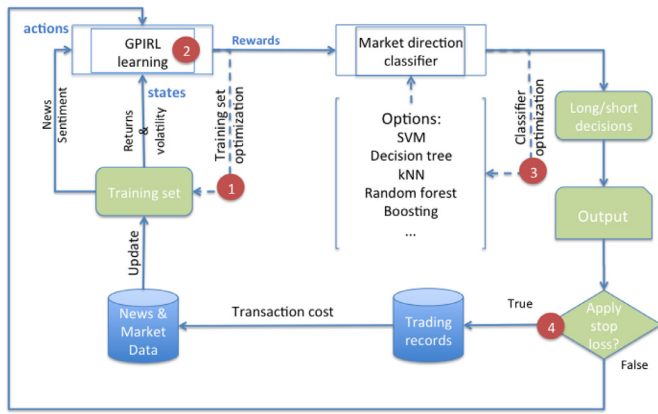 actions
GPIRL
learning
2
Rewards
Market direction
classifier
News
Sentiment
states
Returns
&
volatility
Training set
optimization
Options:
SVM
Decision tree
kNN
Random forest
Boosting
...
Classifier
optimization
Long/short
decisions
Training set
1
3
Output
Update
News &
Market
Data
Transaction cost
Trading
records
True
4
Apply
stop
loss?
False